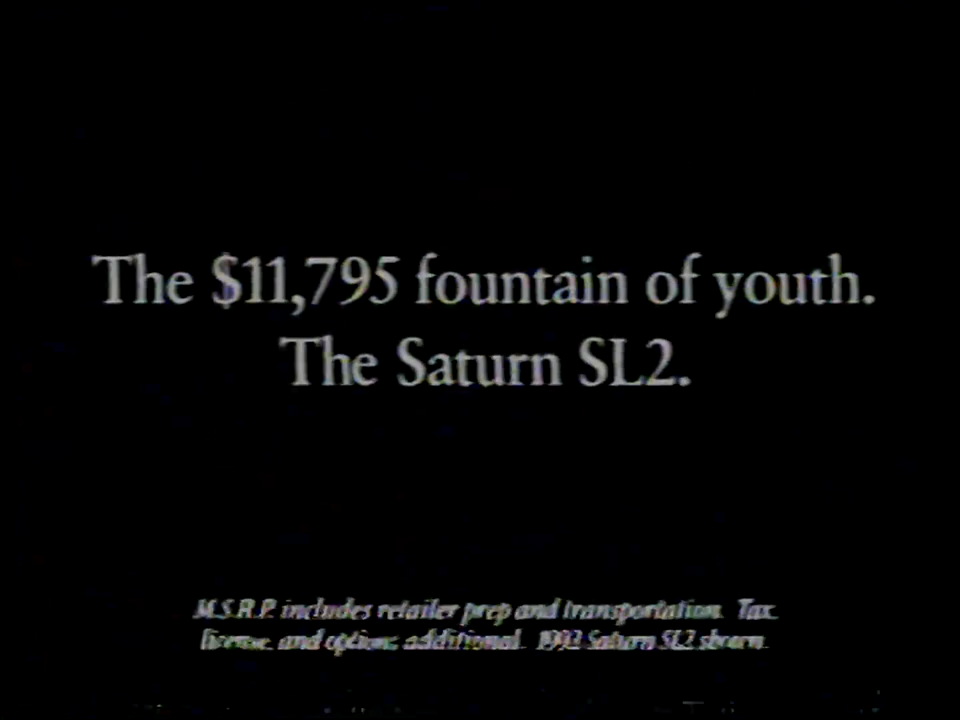 The $11,795 fountain of youth.
The Saturn SL2.
M.S.R.P. includes retailer prep and transportation. Tax,
license, and options additional. Saturn SL2 shown.